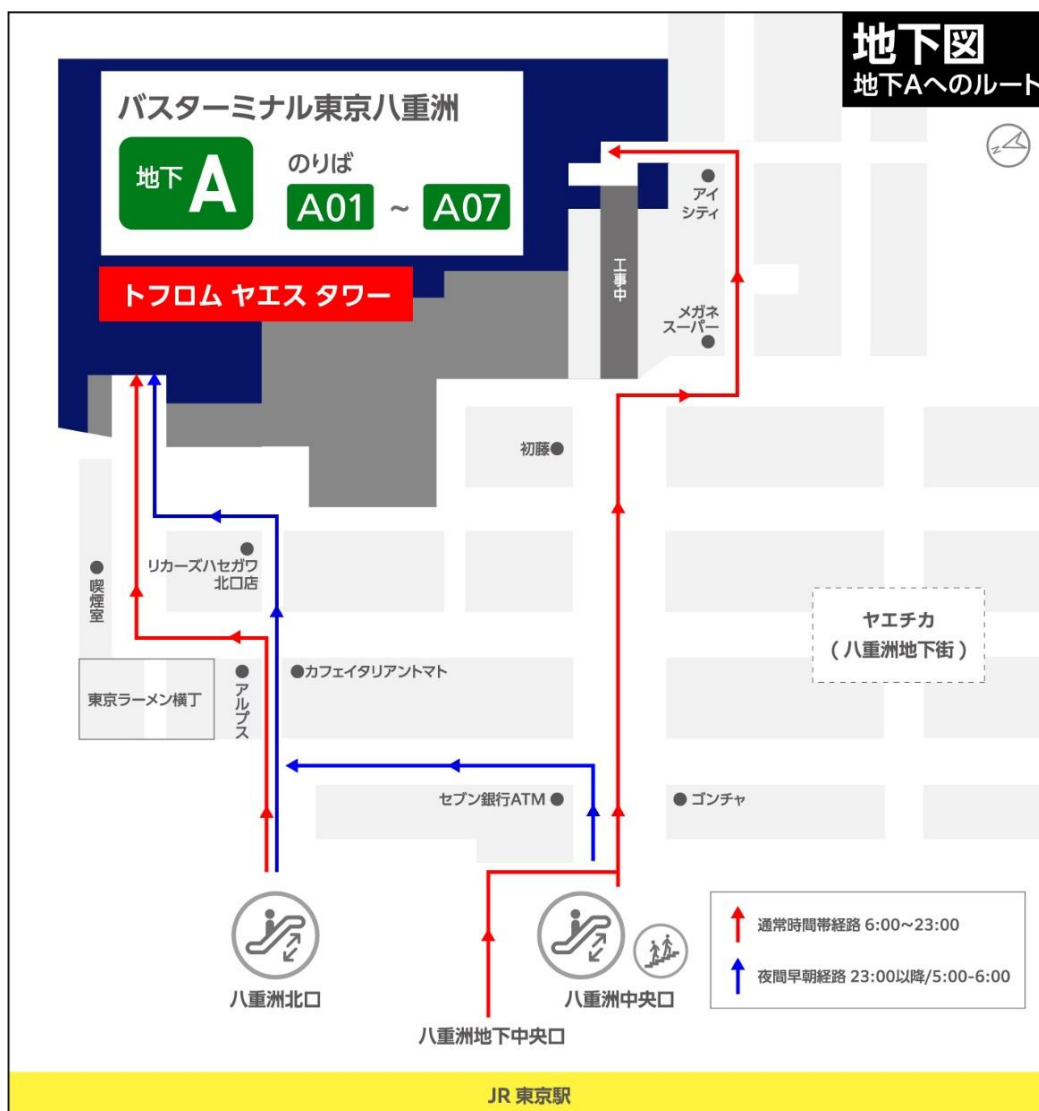 地下図
地下Aへのルート
バスターミナル東京八重洲
地下 A
のりば
A01 ~ A07
トフロム ヤエス タワー
Z
アイ
シティ
工事中
メガネ
スーパー
初藤
リカーズハセガワ
北口店
喫煙室
ヤエチカ
(八重洲地下街)
東京ラーメン横丁
アルプス
カフェイタリアントマト
セブン銀行ATM
ゴンチャ
八重洲北口
八重洲地下中央口
八重洲中央口
通常時間帯経路 6:00~23:00
夜間早朝経路 23:00以降/5:00-6:00
JR 東京駅